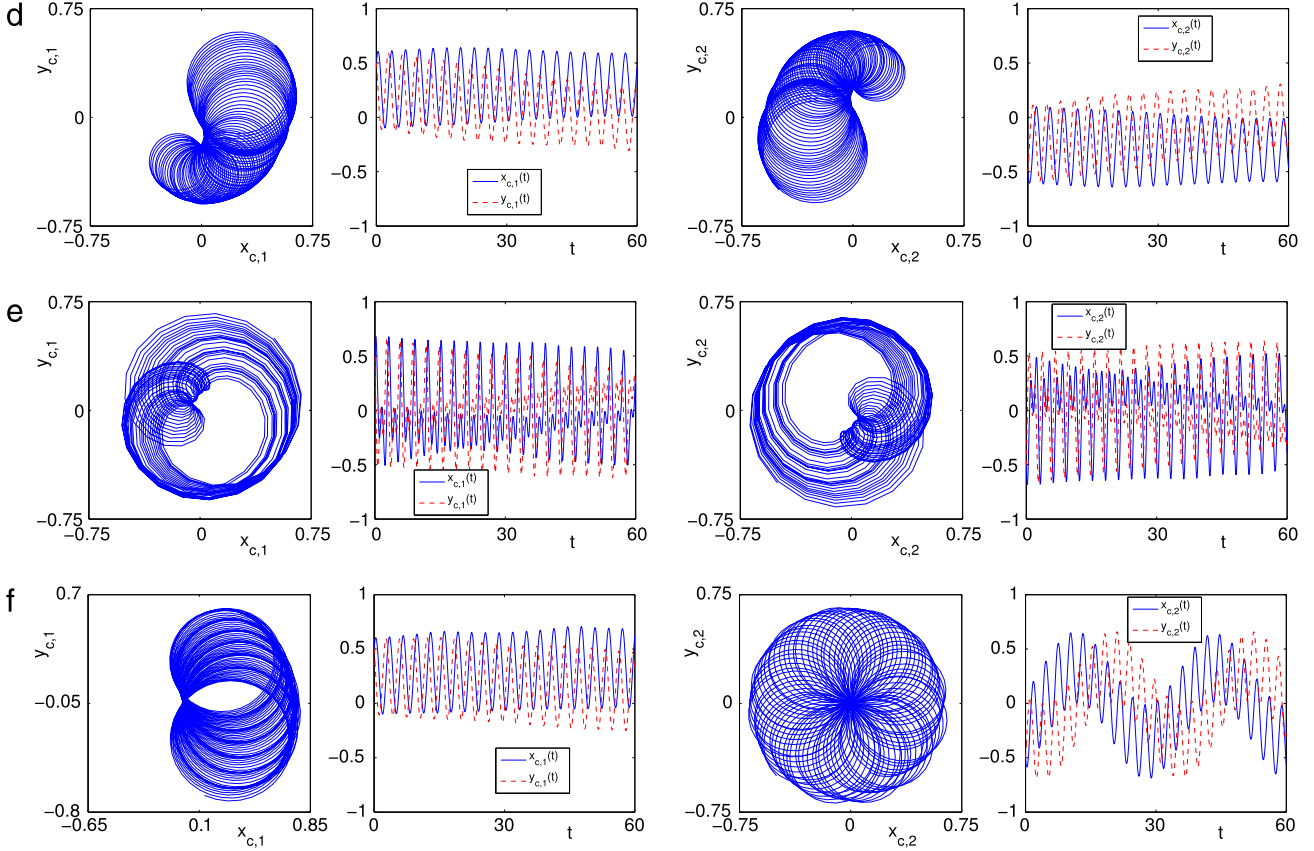 d
0.75
0
−0.75
y_{c,1}
−0.75
0
0.75
x_{c,1}
1
0.5
0
−0.5
−1
x_{c,1}(t)
y_{c,1}(t)
0
30
60
t
0.75
0
−0.75
y_{c,2}
−0.75
0
0.75
x_{c,2}
1
0.5
0
−0.5
−1
x_{c,2}(t)
y_{c,2}(t)
0
30
60
t
e
0.75
0
−0.75
y_{c,1}
−0.75
0
0.75
x_{c,1}
1
0.5
0
−0.5
−1
x_{c,1}(t)
y_{c,1}(t)
0
30
60
t
0.75
0
−0.75
y_{c,2}
−0.75
0
0.75
x_{c,2}
1
0.5
0
−0.5
−1
x_{c,2}(t)
y_{c,2}(t)
0
30
60
t
f
0.7
−0.05
−0.8
y_{c,1}
−0.65
0.1
0.85
x_{c,1}
1
0.5
0
−0.5
−1
x_{c,1}(t)
y_{c,1}(t)
0
30
60
t
0.75
0
−0.75
y_{c,2}
−0.75
0
0.75
x_{c,2}
1
0.5
0
−0.5
−1
x_{c,2}(t)
y_{c,2}(t)
0
30
60
t